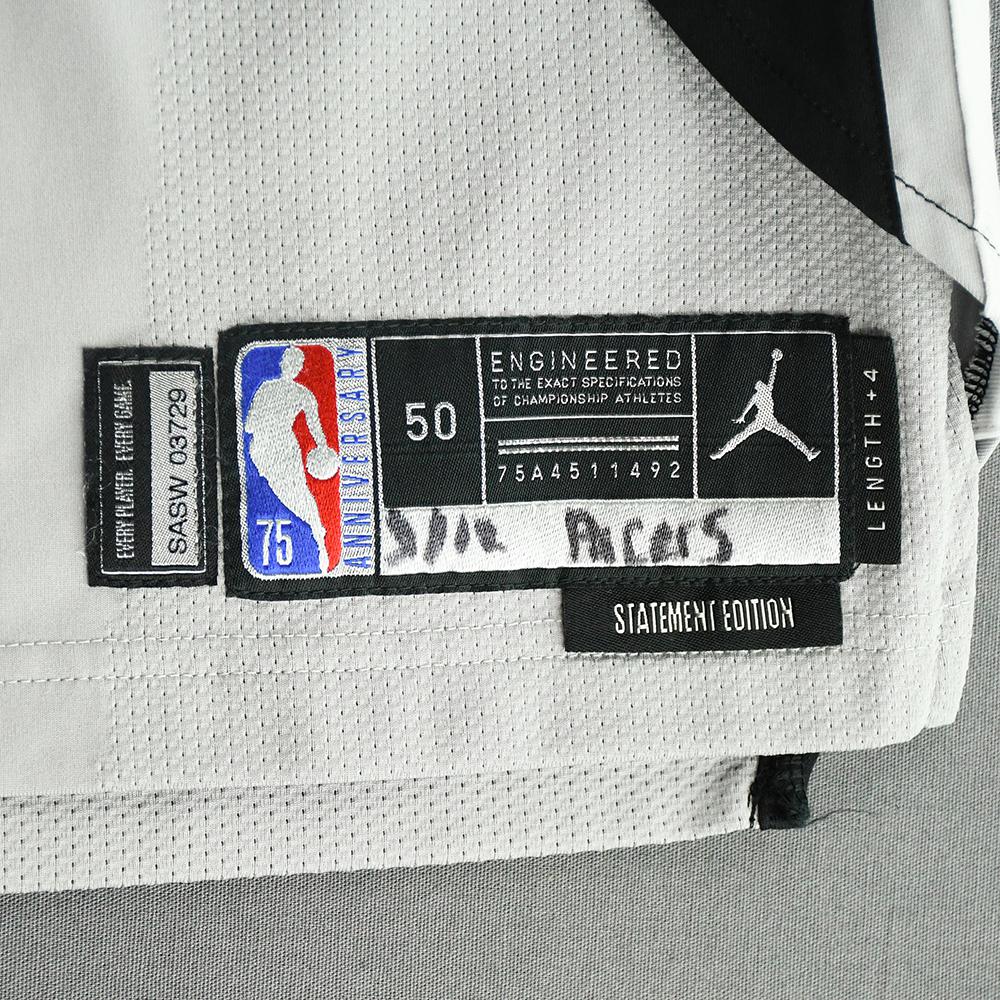 EVERY PLAYER. EVERY GAME.
SASW 03729
75
ANNIVERSARY
50
ENGINEERED
TO THE EXACT SPECIFICATIONS
OF CHAMPIONSHIP ATHLETES
75A4511492
PACERS
LENGTH +4
STATEMENT EDITION